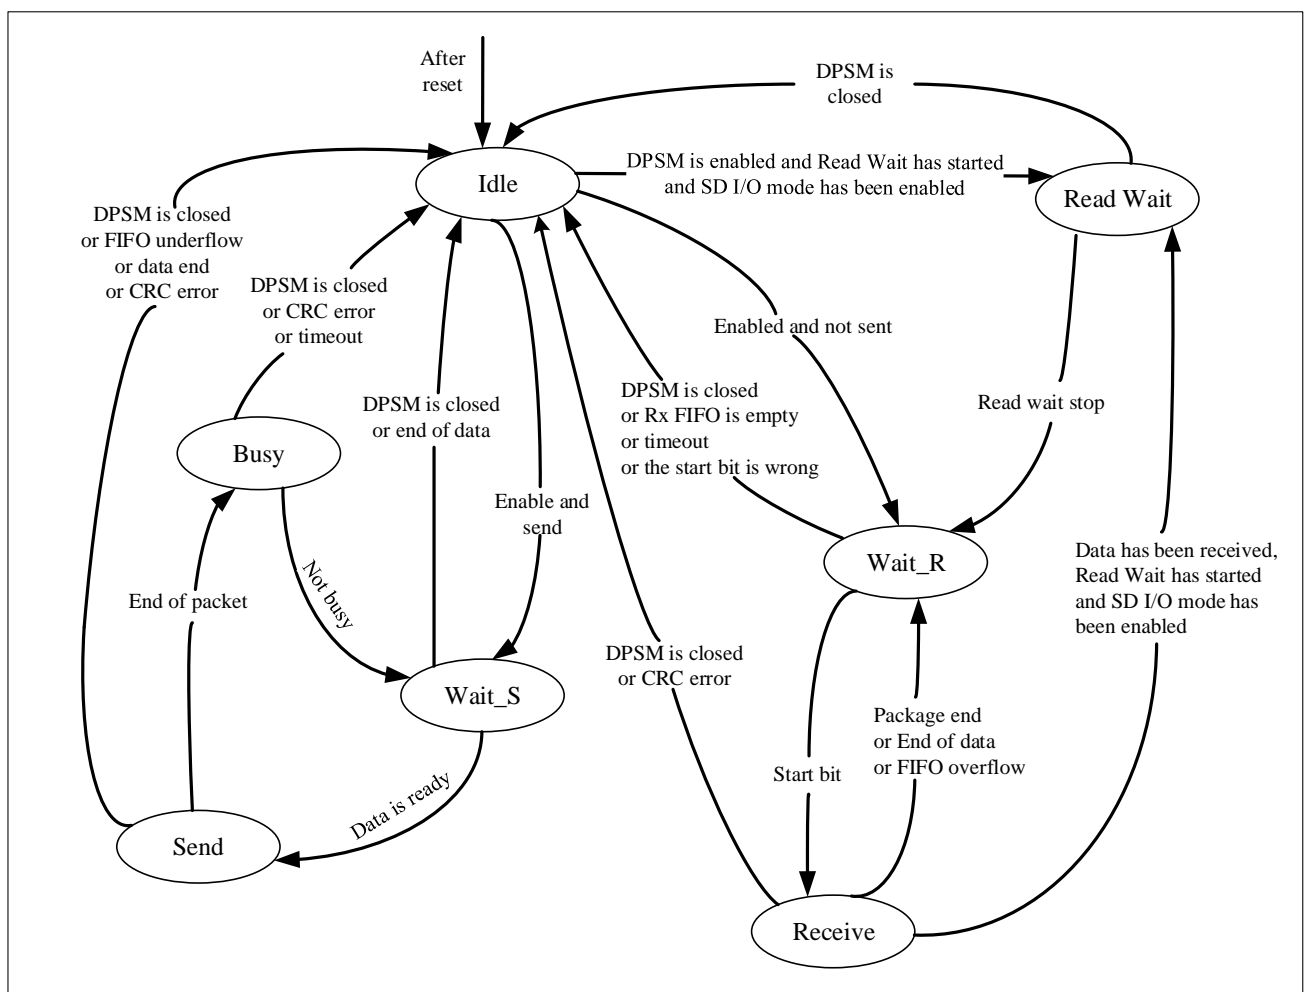 After
reset
DPSM is
closed
Idle
DPSM is enabled and Read Wait has started
and SD I/O mode has been enabled
Read Wait
DPSM is closed
or FIFO underflow
or data end
or CRC error
DPSM is closed
or CRC error
or timeout
Enabled and not sent
DPSM is closed
or Rx FIFO is empty
or timeout
or the start bit is wrong
Read wait stop
DPSM is closed
or end of data
Busy
Enable and
send
Wait_R
Not busy
End of packet
Data has been received,
Read Wait has started
and SD I/O mode has
been enabled
DPSM is closed
or CRC error
Wait_S
Package end
or End of data
or FIFO overflow
Start bit
Data is ready
Send
Receive